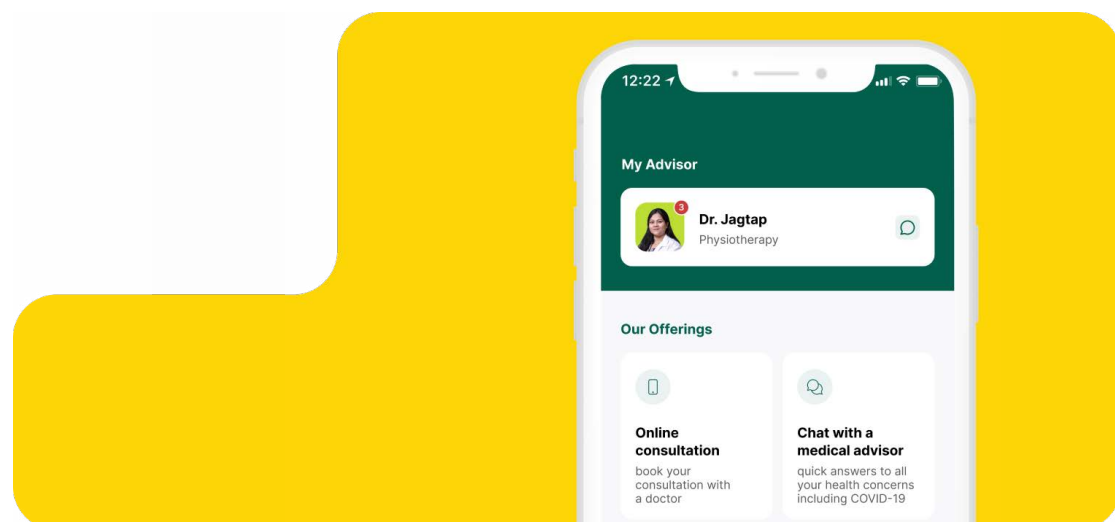 12:22
My Advisor
3
Dr. Jagtap
Physiotherapy
Our Offerings
Online
consultation
book your
consultation with
a doctor
Chat with a
medical advisor
quick answers to all
your health concerns
including COVID-19